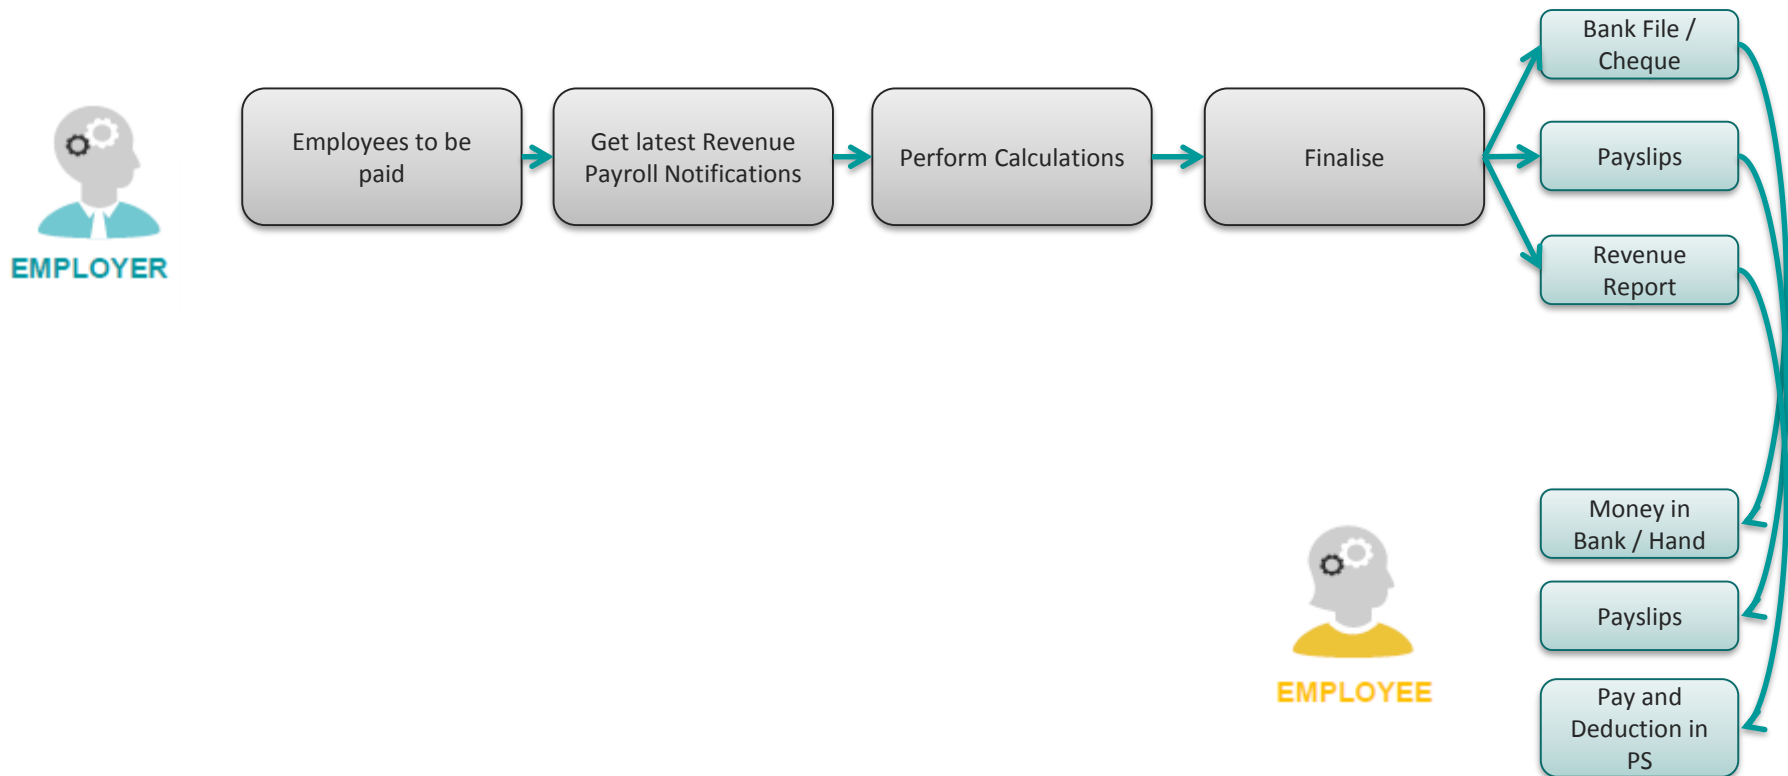 EMPLOYER
Employees to be
paid
Get latest Revenue
Payroll Notifications
Perform Calculations
Finalise
Bank File /
Cheque
Payslips
Revenue
Report
EMPLOYEE
Money in
Bank / Hand
Payslips
Pay and
Deduction in
PS